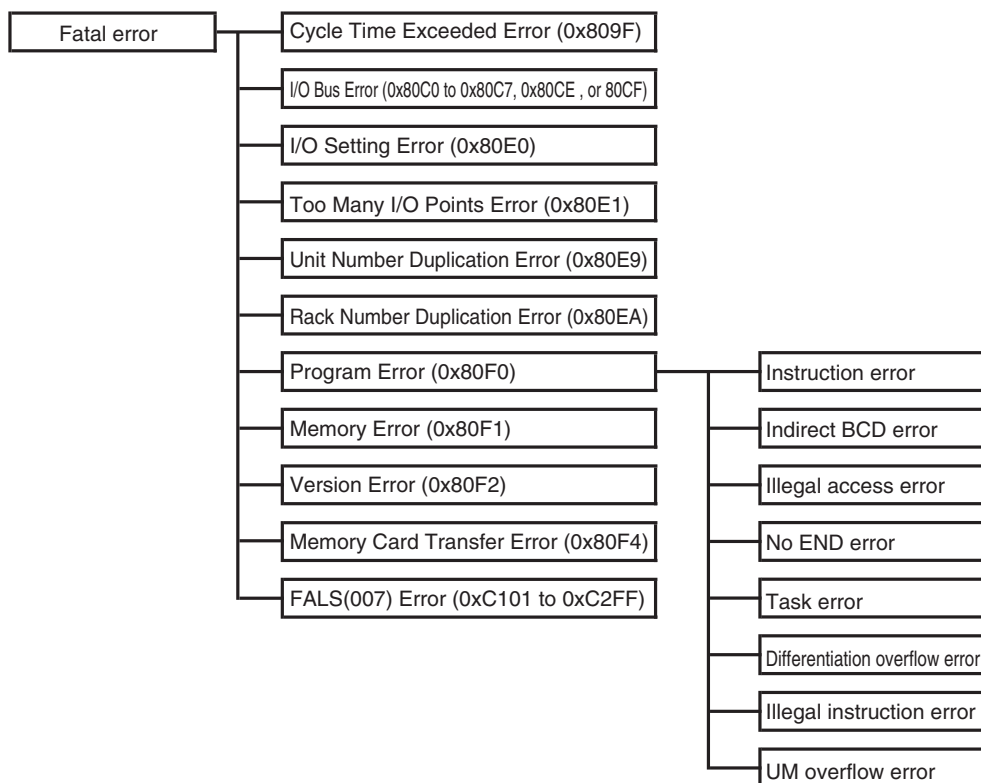 Fatal error
Cycle Time Exceeded Error (0x809F)
I/O Bus Error (0x80C0 to 0x80C7, 0x80CE , or 80CF)
I/O Setting Error (0x80E0)
Too Many I/O Points Error (0x80E1)
Unit Number Duplication Error (0x80E9)
Rack Number Duplication Error (0x80EA)
Program Error (0x80F0)
Memory Error (0x80F1)
Version Error (0x80F2)
Memory Card Transfer Error (0x80F4)
FALS(007) Error (0xC101 to 0xC2FF)
Instruction error
Indirect BCD error
Illegal access error
No END error
Task error
Differentiation overflow error
Illegal instruction error
UM overflow error